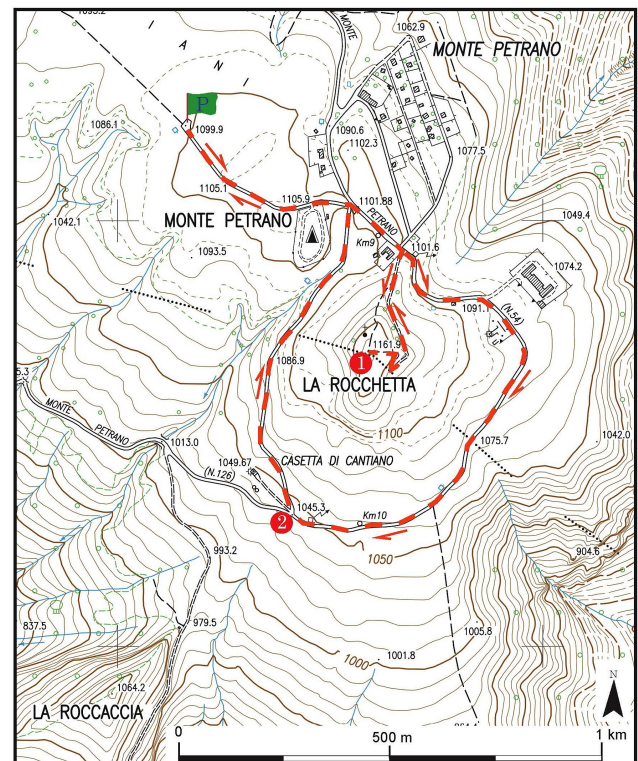 1095.2
I A N I
MONTE
1062.9
MONTE PETRANO
P
1099.9
1086.1
1090.6
1102.3
1077.5
1105.1
1105.9
1101.88
PETRANO
MONTE PETRANO
Km9
1101.6
1049.4
1042.1
1093.5
1074.2
1091.1
(N.54)
1161.9
1
1086.9
LA ROCCHETTA
5.3
MONTE
PETRANO
1100
1013.0
1075.7
1042.0
(N.126)
1049.67
CASETTA DI CANTIANO
1045.3
Km10
2
993.2
1050
904.6
837.5
979.5
1005.8
1000
1001.8
1064.2
LA ROCCACCIA
N
0
500 m
1 km